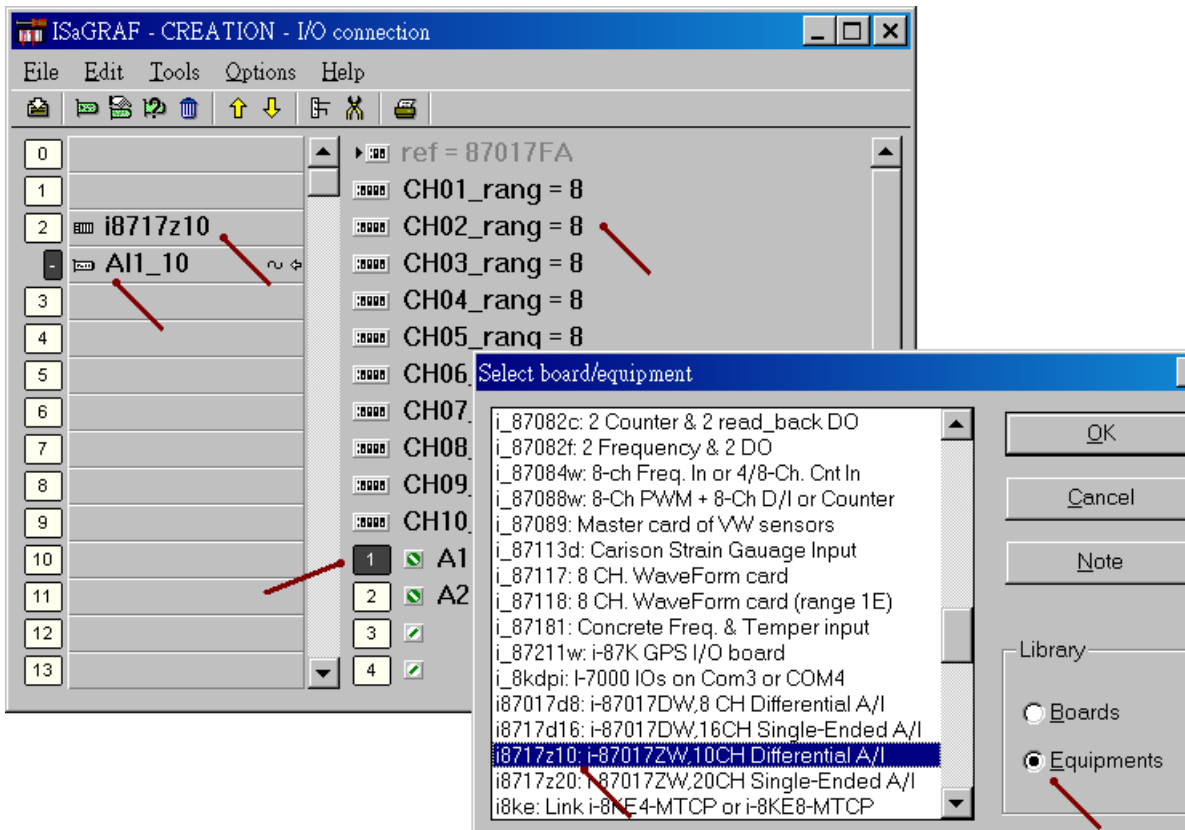 ISaGRAF - CREATION - I/O connection
File Edit Tools Options Help
0
1
2 i8717z10
- AI1_10
3
4
5
6
7
8
9
10
11
12
13
ref = 87017FA
CH01_rang = 8
CH02_rang = 8
CH03_rang = 8
CH04_rang = 8
CH05_rang = 8
CH06_
CH07_
CH08_
CH09_
CH10_
1 A1
2 A2
3
4
Select board/equipment
i_87082c: 2 Counter & 2 read_back DO
i_87082f: 2 Frequency & 2 DO
i_87084w: 8-ch Freq. In or 4/8-Ch. Cnt In
i_87088w: 8-Ch PWM + 8-Ch D/I or Counter
i_87089: Master card of VW sensors
i_87113d: Carison Strain Gauage Input
i_87117: 8 CH. WaveForm card
i_87118: 8 CH. WaveForm card (range 1E)
i_87181: Concrete Freq. & Temper input
i_87211w: i-87K GPS I/O board
i_8kdpi: I-7000 IOs on Com3 or COM4
i87017d8: i-87017DW,8 CH Differential A/I
i8717d16: i-87017DW,16CH Single-Ended A/I
i8717z10: i-87017ZW,10CH Differential A/I
i8717z20: i-87017ZW,20CH Single-Ended A/I
i8ke: Link i-8KE4-MTCP or i-8KE8-MTCP
OK
Cancel
Note
Library
Boards
Equipments